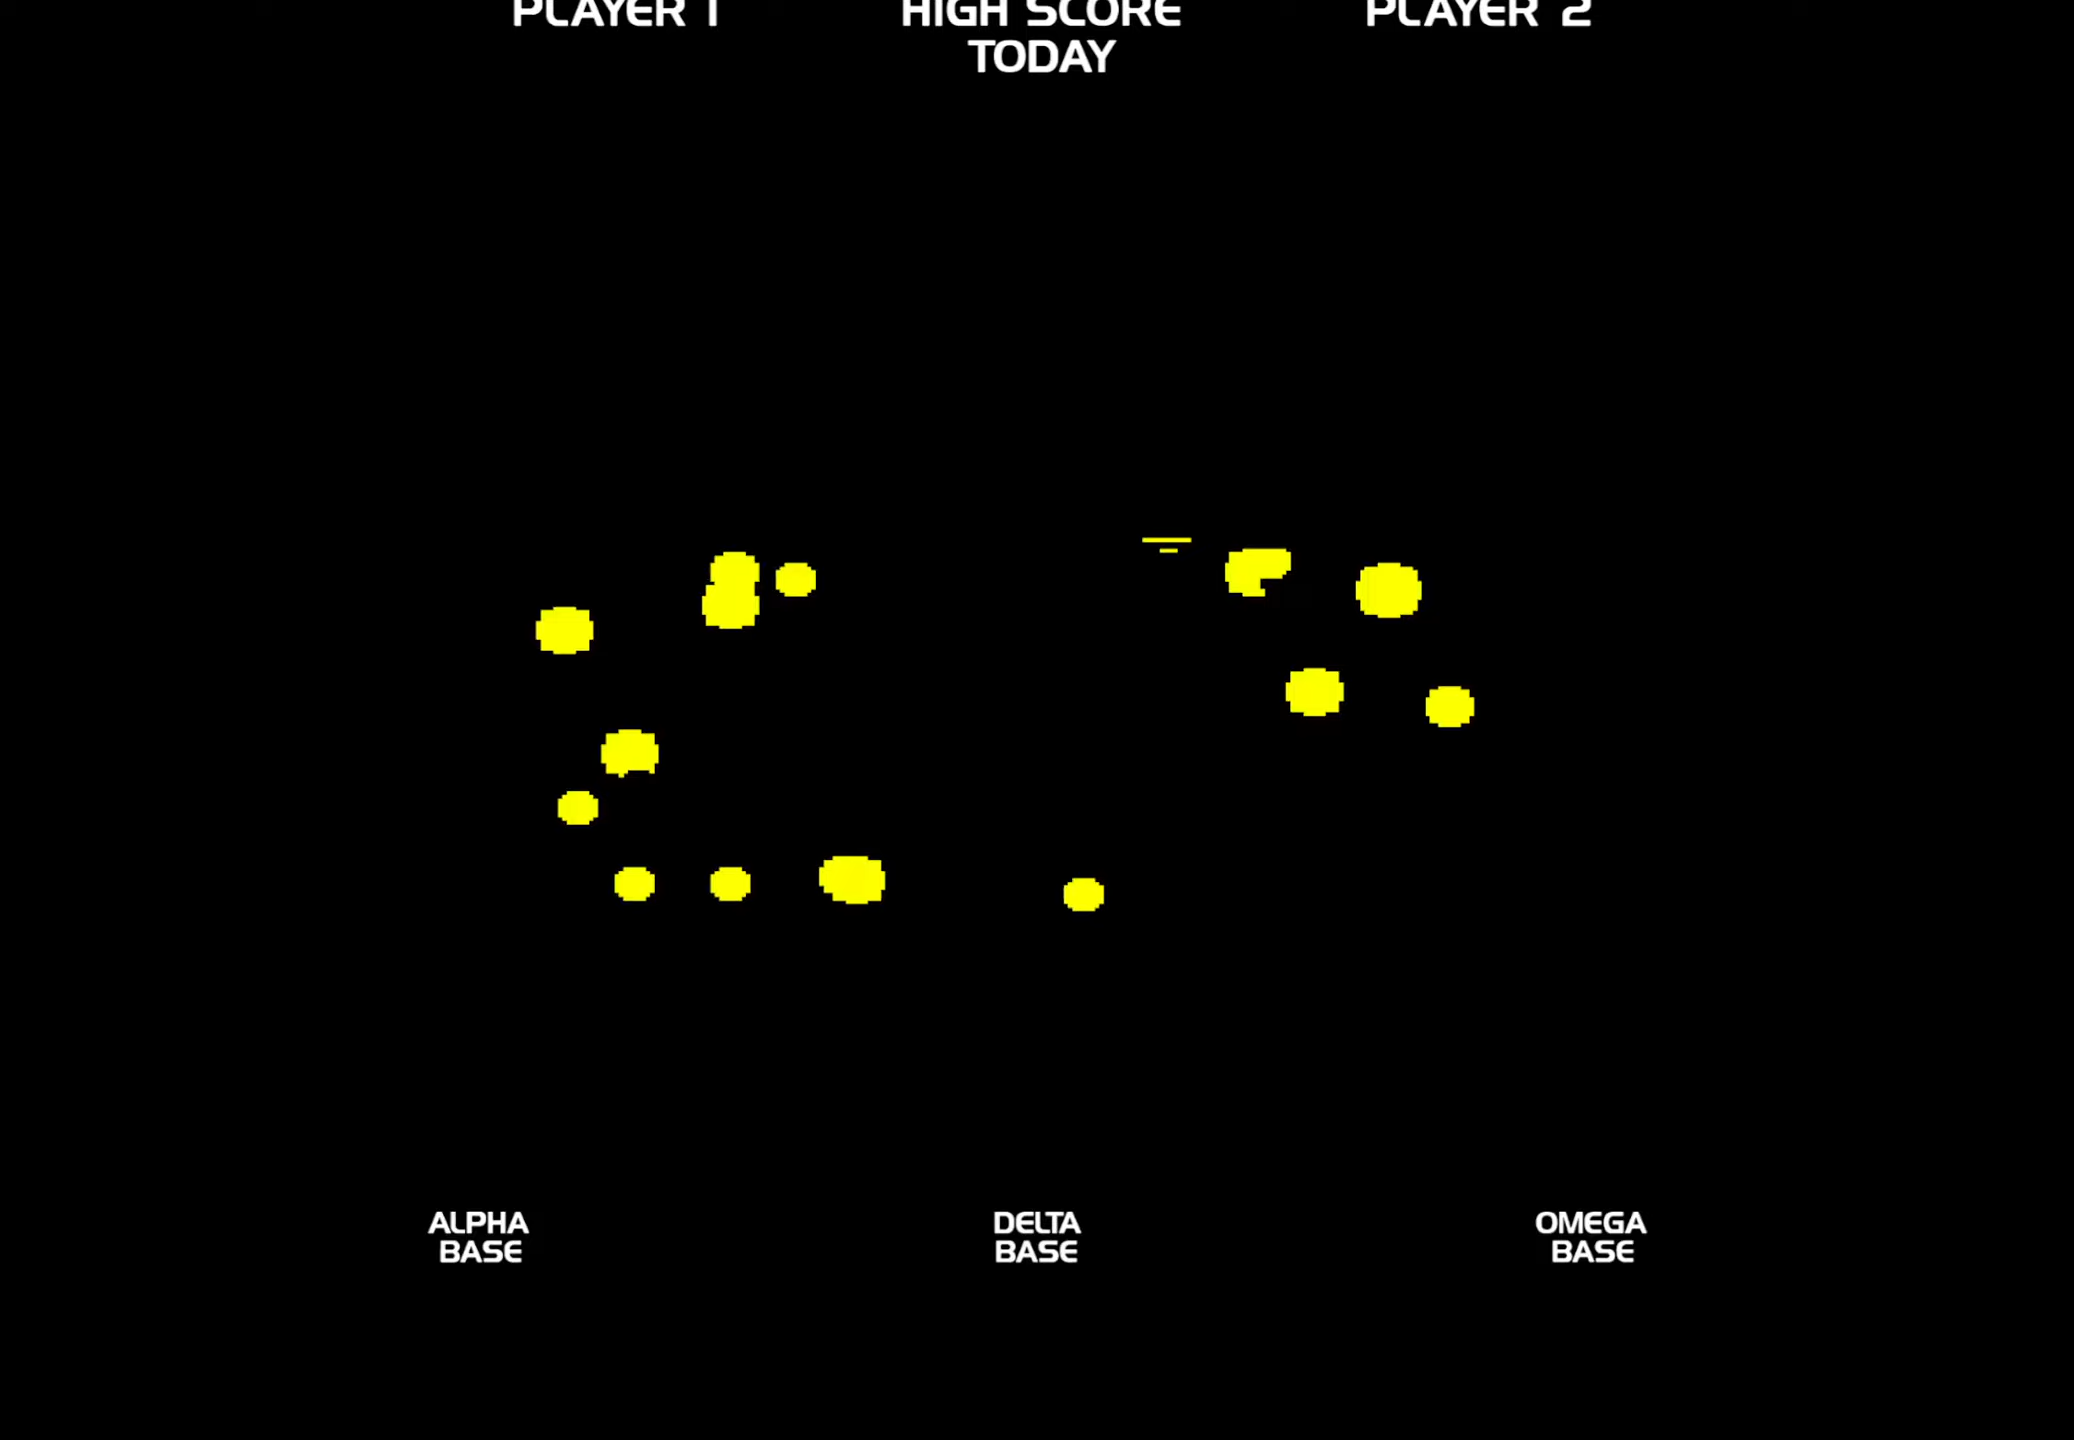 PLAYER 1 HIGH SCORE PLAYER 2
TODAY
ALPHA DELTA OMEGA
BASE BASE BASE